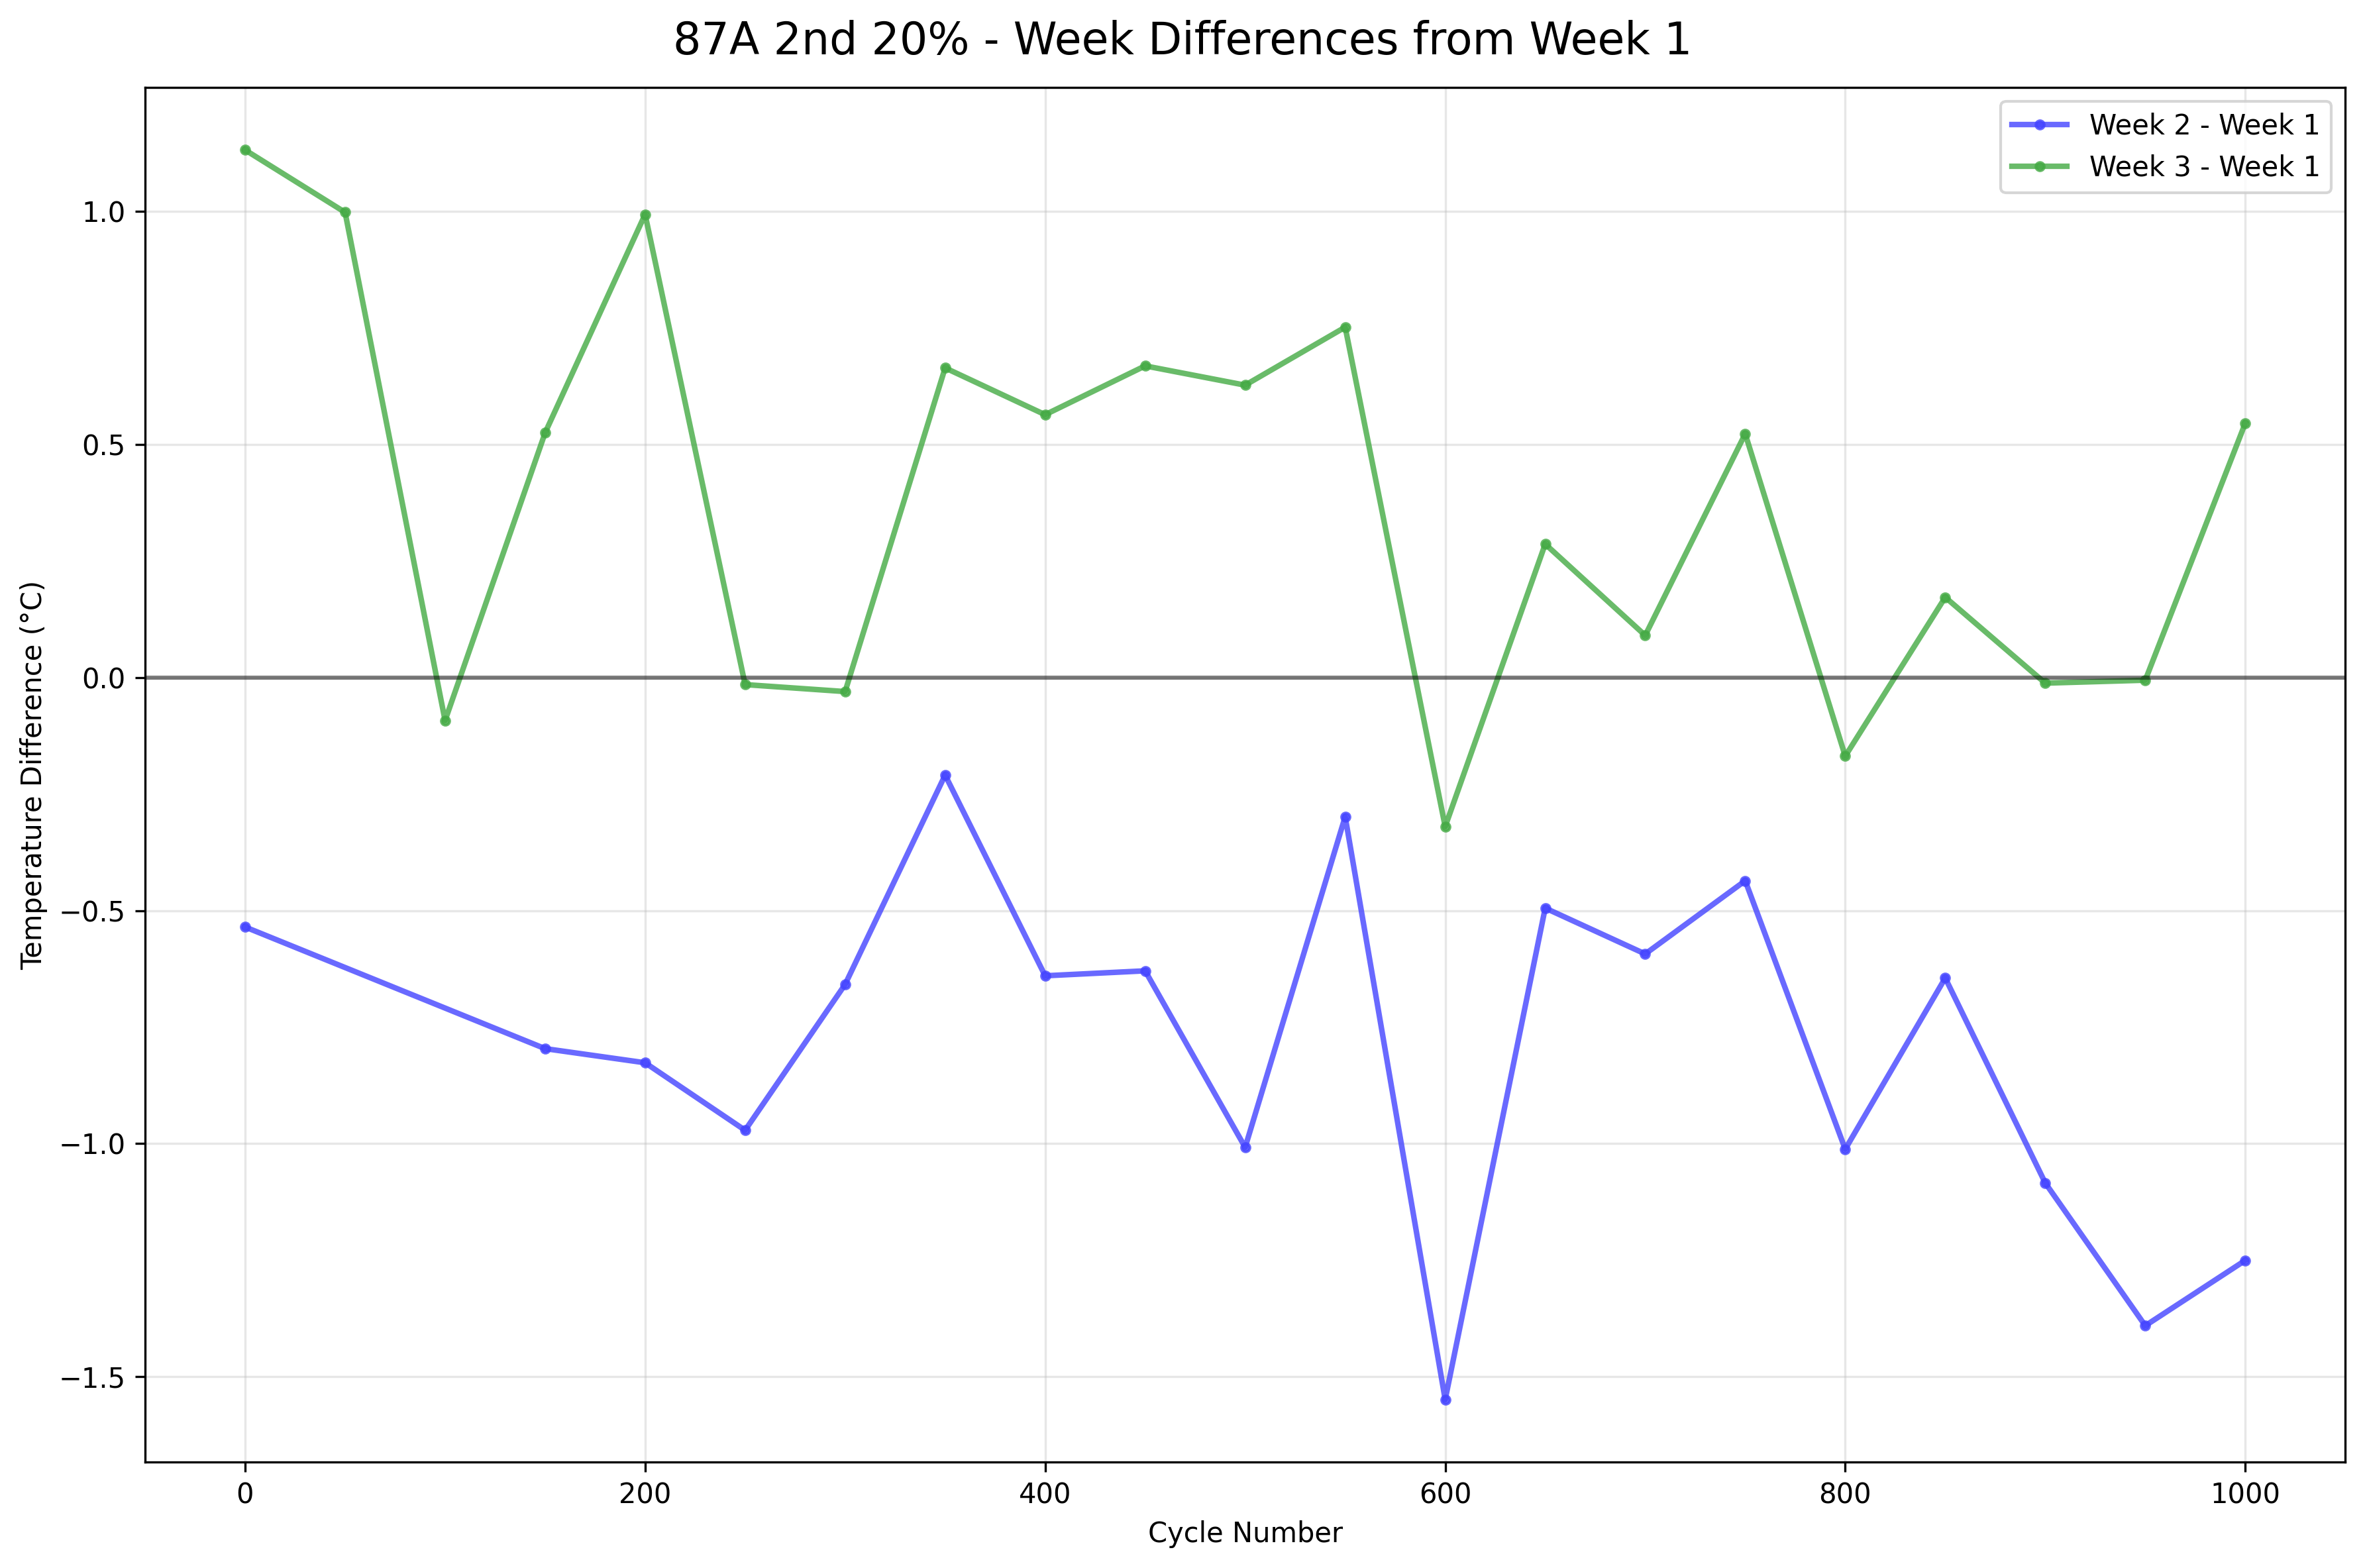 87A 2nd 20% - Week Differences from Week 1
Week 2 - Week 1
Week 3 - Week 1
Temperature Difference (°C)
1.0
0.5
0.0
−0.5
−1.0
−1.5
0 200 400 600 800 1000
Cycle Number